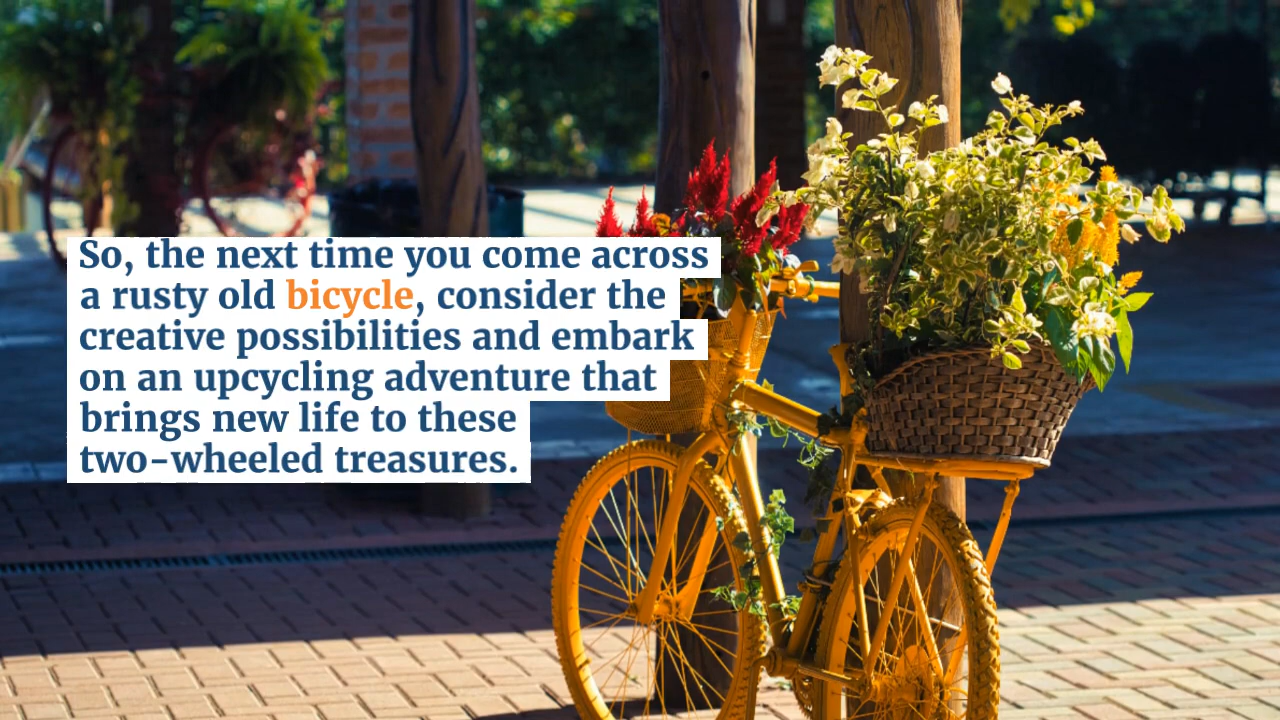 So, the next time you come across
a rusty old bicycle, consider the
creative possibilities and embark
on an upcycling adventure that
brings new life to these
two-wheeled treasures.